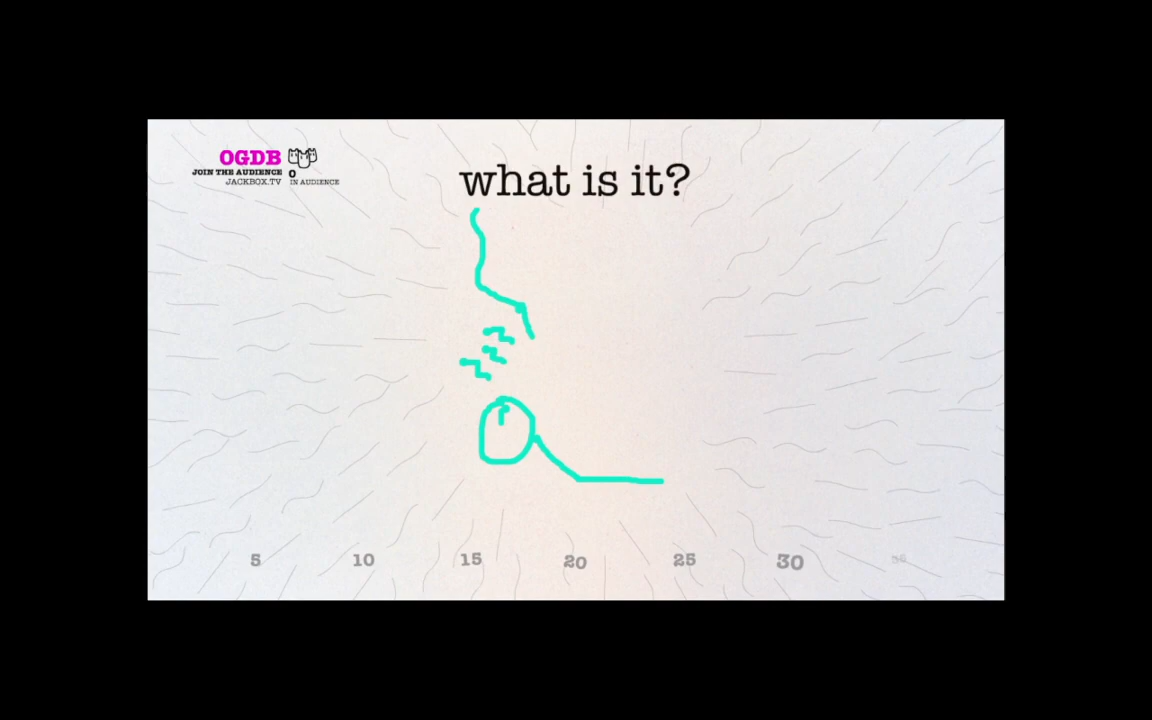 OGDB
JOIN THE AUDIENCE
JACKBOX.TV
0
IN AUDIENCE
what is it?
5 10 15 20 25 30